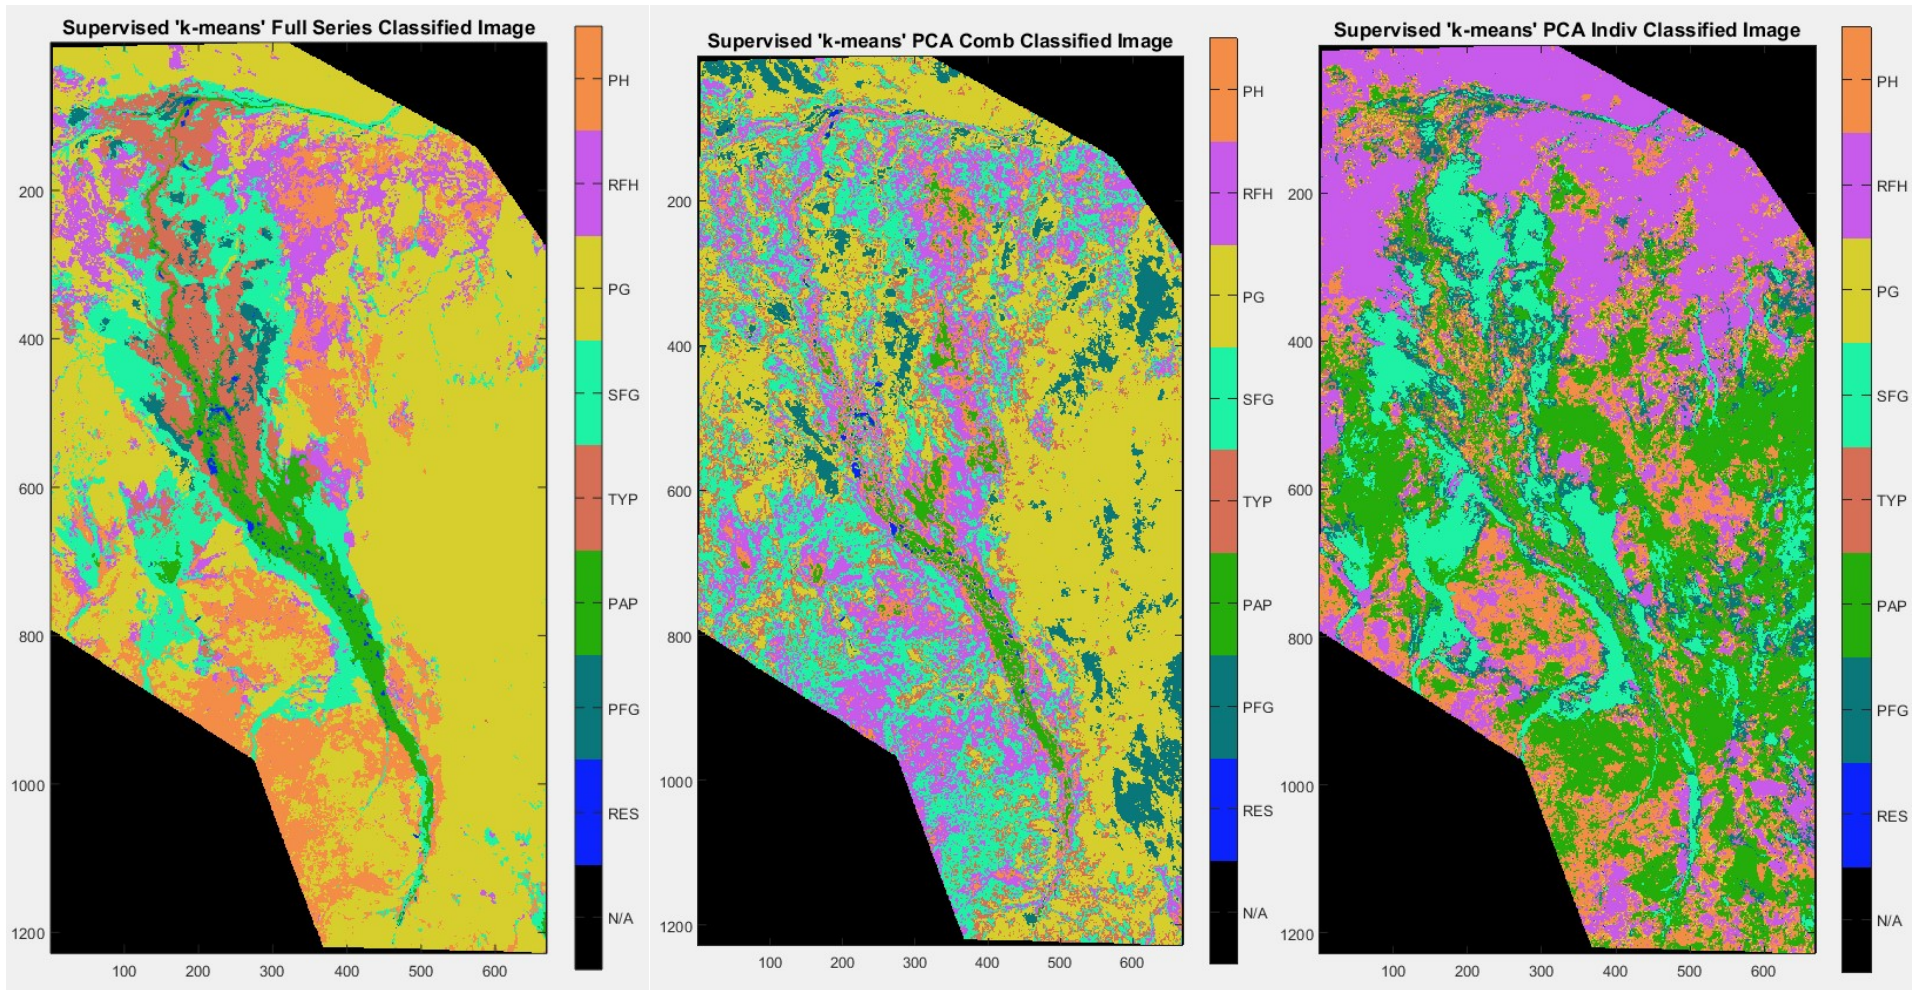 Supervised 'k-means' Full Series Classified Image
200
400
600
800
1000
1200
100 200 300 400 500 600
PH
RFH
PG
SFG
TYP
PAP
PFG
RES
N/A
Supervised 'k-means' PCA Comb Classified Image
200
400
600
800
1000
1200
100 200 300 400 500 600
PH
RFH
PG
SFG
TYP
PAP
PFG
RES
N/A
Supervised 'k-means' PCA Indiv Classified Image
200
400
600
800
1000
1200
100 200 300 400 500 600
PH
RFH
PG
SFG
TYP
PAP
PFG
RES
N/A